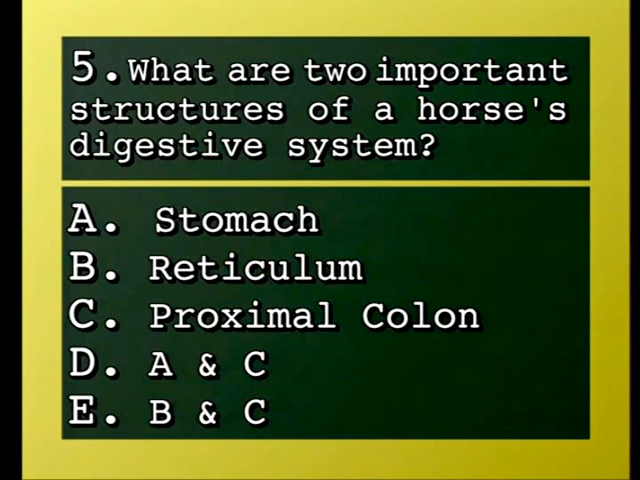 5. What are two important
structures of a horse's
digestive system?
A. Stomach
B. Reticulum
C. Proximal Colon
D. A & C
E. B & C